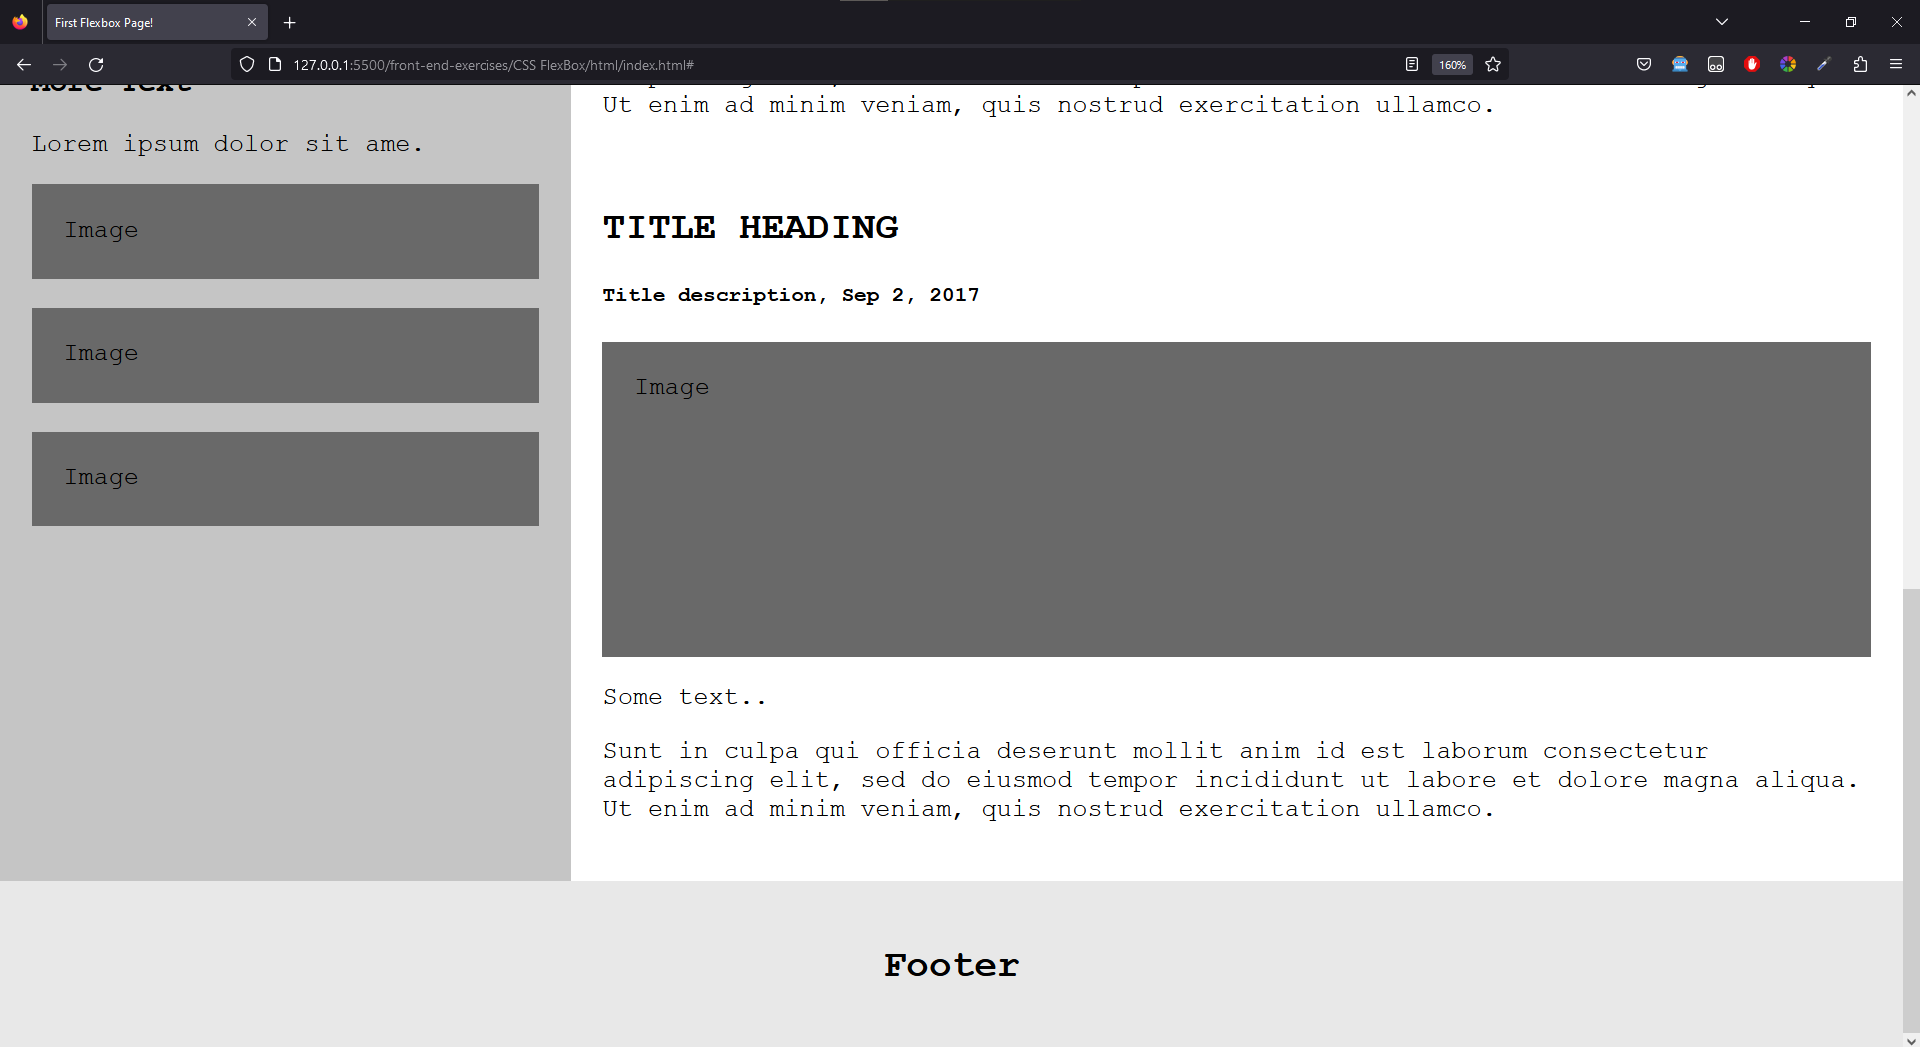 First Flexbox Page!
127.0.0.1:5500/front-end-exercises/CSS FlexBox/html/index.html#
160%
More Text
Lorem ipsum dolor sit ame.
Image
Image
Image
Ut enim ad minim veniam, quis nostrud exercitation ullamco.
TITLE HEADING
Title description, Sep 2, 2017
Image
Some text..
Sunt in culpa qui officia deserunt mollit anim id est laborum consectetur
adipiscing elit, sed do eiusmod tempor incididunt ut labore et dolore magna aliqua.
Ut enim ad minim veniam, quis nostrud exercitation ullamco.
Footer